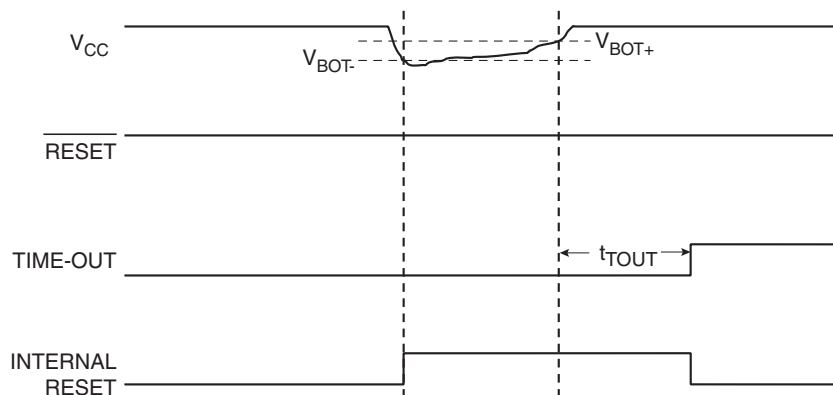 VCC
VBOT-
VBOT+
RESET
TIME-OUT
tTOUT
INTERNAL
RESET